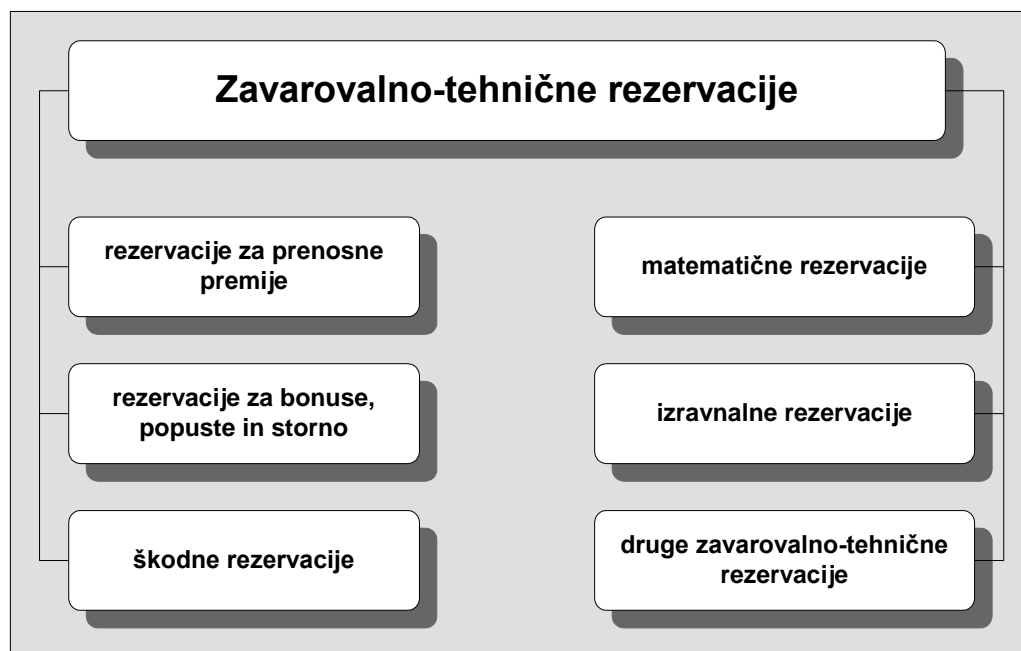 Zavarovalno-tehnične rezervacije
rezervacije za prenosne
premije
matematične rezervacije
rezervacije za bonuse,
popuste in storno
izravnalne rezervacije
škodne rezervacije
druge zavarovalno-tehnične
rezervacije